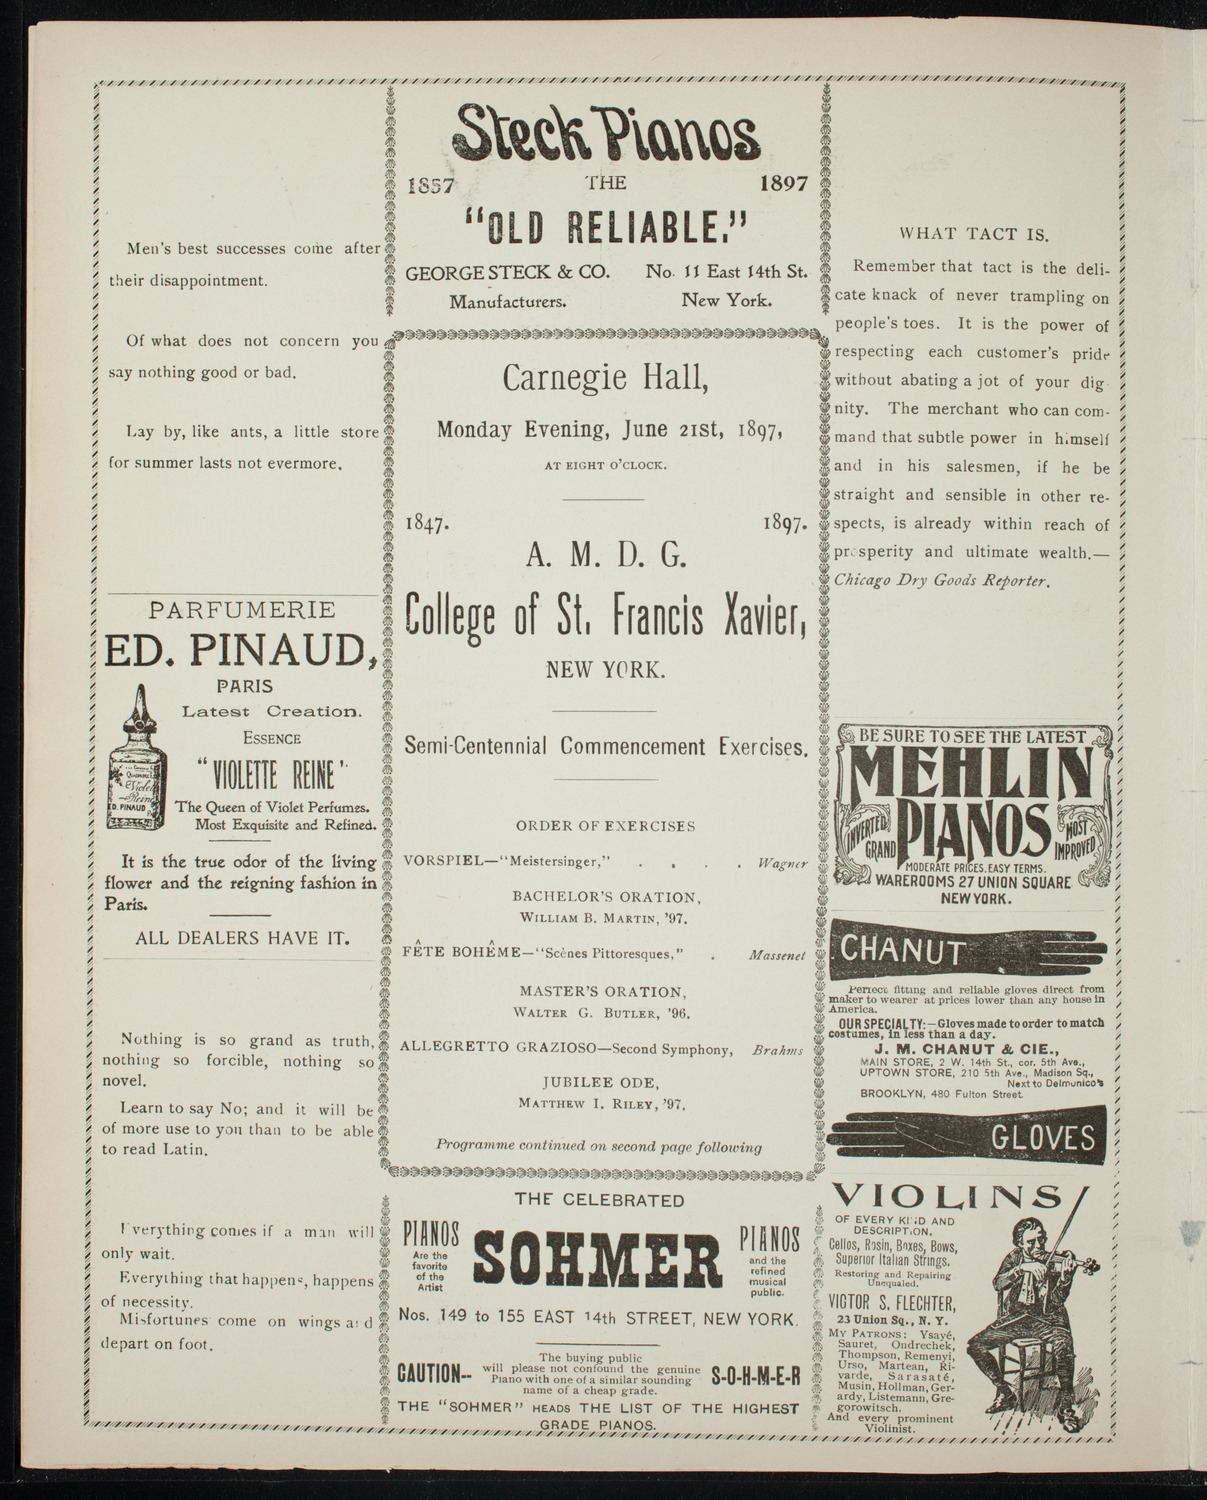 Men's best successes come after
their disappointment.
Of what does not concern you
say nothing good or bad.
Lay by, like ants, a little store
for summer lasts not evermore.
PARFUMERIE
ED. PINAUD,
PARIS
Latest Creation.
ESSENCE
"VIOLETTE REINE"
The Queen of Violet Perfumes.
Most Exquisite and Refined.
Violette
Reine
ED. PINAUD
It is the true odor of the living
flower and the reigning fashion in
Paris.
ALL DEALERS HAVE IT.
Nothing is so grand as truth,
nothing so forcible, nothing so
novel.
Learn to say No; and it will be
of more use to you than to be able
to read Latin.
Everything comes if a man will
only wait.
Everything that happens, happens
of necessity.
Misfortunes come on wings and
depart on foot.
Steck Pianos
1857 THE 1897
"OLD RELIABLE."
GEORGE STECK & CO. No. 11 East 14th St.
Manufacturers. New York.
Carnegie Hall,
Monday Evening, June 21st, 1897,
AT EIGHT O'CLOCK.
1847. 1897.
A. M. D. G.
College of St. Francis Xavier,
NEW YORK.
Semi-Centennial Commencement Exercises.
ORDER OF EXERCISES
VORSPIEL—"Meistersinger," . . . . Wagner
BACHELOR'S ORATION,
WILLIAM B. MARTIN, '97.
FÊTE BOHÊME—"Scènes Pittoresques," . Massenet
MASTER'S ORATION,
WALTER G. BUTLER, '96.
ALLEGRETTO GRAZIOSO—Second Symphony, Brahms
JUBILEE ODE,
MATTHEW I. RILEY, '97.
Programme continued on second page following
THE CELEBRATED
PIANOS
Are the
favorite
of the
Artist
SOHMER
PIANOS
and the
refined
musical
public.
Nos. 149 to 155 EAST 14th STREET, NEW YORK.
CAUTION--
The buying public
will please not confound the genuine
Piano with one of a similar sounding
name of a cheap grade.
S-O-H-M-E-R
THE "SOHMER" HEADS THE LIST OF THE HIGHEST
GRADE PIANOS.
WHAT TACT IS.
Remember that tact is the deli-
cate knack of never trampling on
people's toes. It is the power of
respecting each customer's pride
without abating a jot of your dig-
nity. The merchant who can com-
mand that subtle power in himself
and in his salesmen, if he be
straight and sensible in other re-
spects, is already within reach of
prosperity and ultimate wealth.—
Chicago Dry Goods Reporter.
BE SURE TO SEE THE LATEST
MEHLIN
PIANOS
INVERTED
GRAND
MOST
IMPROVED
MODERATE PRICES. EASY TERMS.
WAREROOMS 27 UNION SQUARE
NEW YORK.
CHANUT
Perfect fitting and reliable gloves direct from
maker to wearer at prices lower than any house in
America.
OUR SPECIALTY:—Gloves made to order to match
costumes, in less than a day.
J. M. CHANUT & CIE.,
MAIN STORE, 2 W. 14th St., cor. 5th Ave.,
UPTOWN STORE, 210 5th Ave., Madison Sq.,
Next to Delmonico's
BROOKLYN, 480 Fulton Street
GLOVES
VIOLINS
OF EVERY KIND AND
DESCRIPTION.
Cellos, Rosin, Boxes, Bows,
Superior Italian Strings.
Restoring and Repairing
Unequaled.
VICTOR S. FLECHTER,
23 Union Sq., N. Y.
MY PATRONS: Ysayé,
Sauret, Ondrechek,
Thompson, Remenyi,
Urso, Martean, Ri-
varde, Sarasaté,
Musin, Hollman, Ger-
ardy, Listemann, Gre-
gorowitsch.
And every prominent
Violinist.